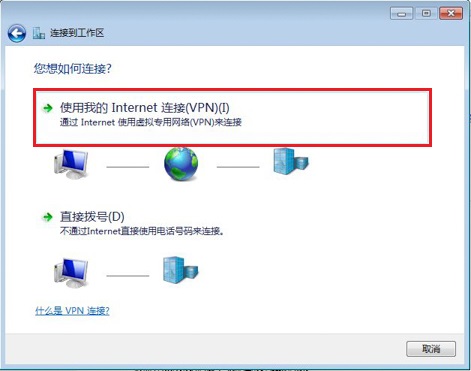 连接到工作区
您想如何连接?
使用我的 Internet 连接(VPN)(I)
通过 Internet 使用虚拟专用网络(VPN)来连接
直接拨号(D)
不通过Internet直接使用电话号码来连接。
什么是 VPN 连接?
取消